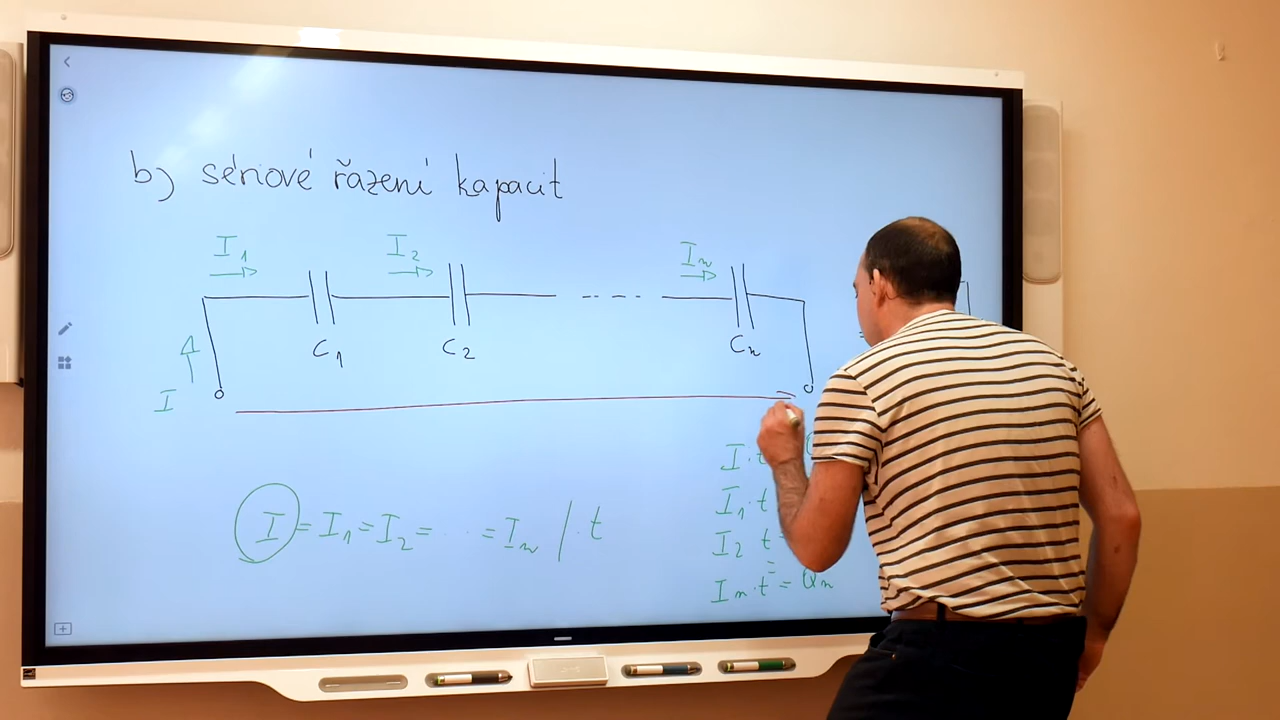 b) sériové řazení kapacit
I₁ I₂ Iₙ
C₁ C₂ Cₙ
I
I = I₁ = I₂ = ... = Iₙ / · t
I · t
I₁ · t
I₂ t
Iₙ · t = Qₙ